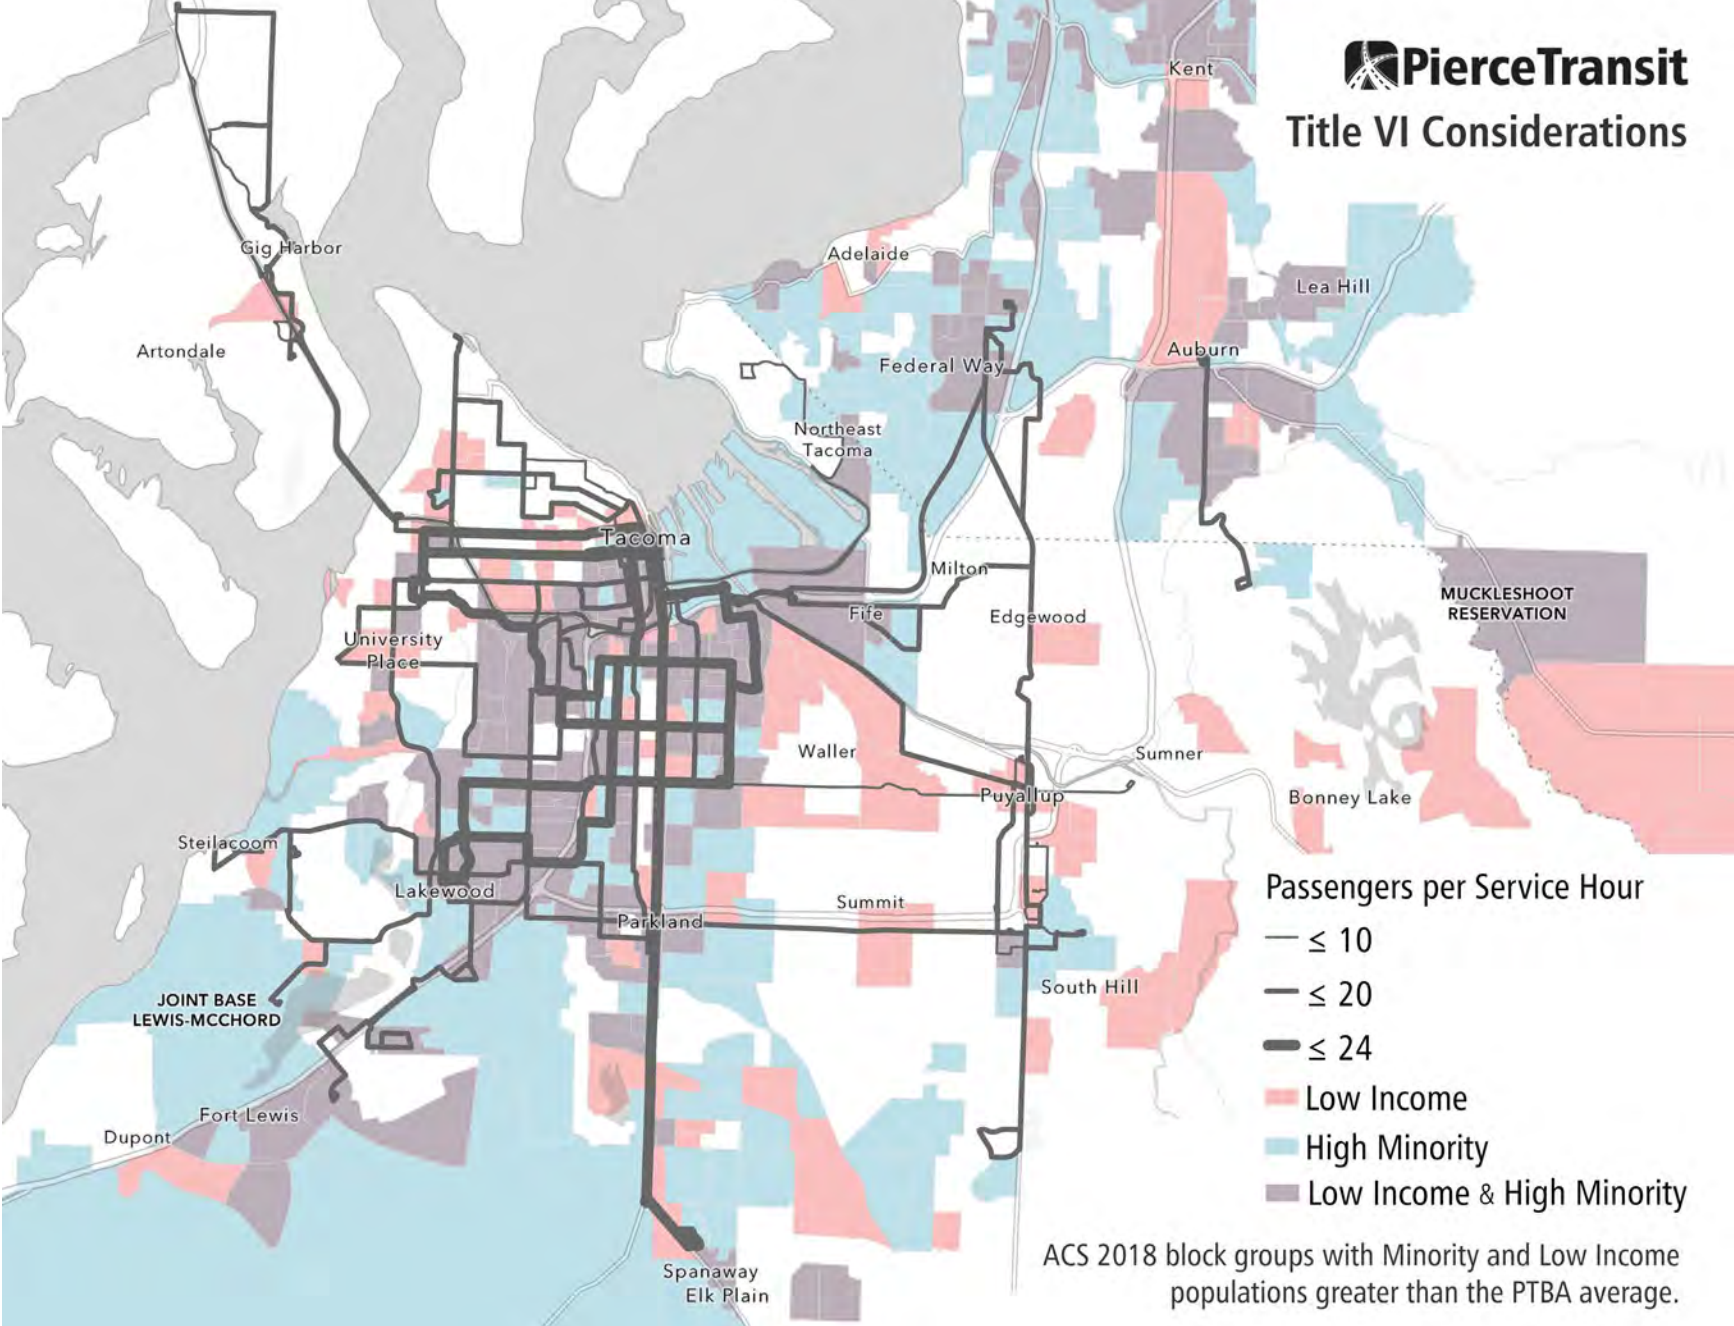 PierceTransit
Title VI Considerations
Kent
Gig Harbor
Adelaide
Lea Hill
Artondale
Auburn
Federal Way
Northeast
Tacoma
Tacoma
Milton
MUCKLESHOOT
RESERVATION
Fife
Edgewood
University
Place
Waller
Sumner
Puyallup
Bonney Lake
Steilacoom
Lakewood
Summit
Parkland
South Hill
JOINT BASE
LEWIS-MCCHORD
Fort Lewis
Dupont
Spanaway
Elk Plain
Passengers per Service Hour
≤ 10
≤ 20
≤ 24
Low Income
High Minority
Low Income & High Minority
ACS 2018 block groups with Minority and Low Income
populations greater than the PTBA average.